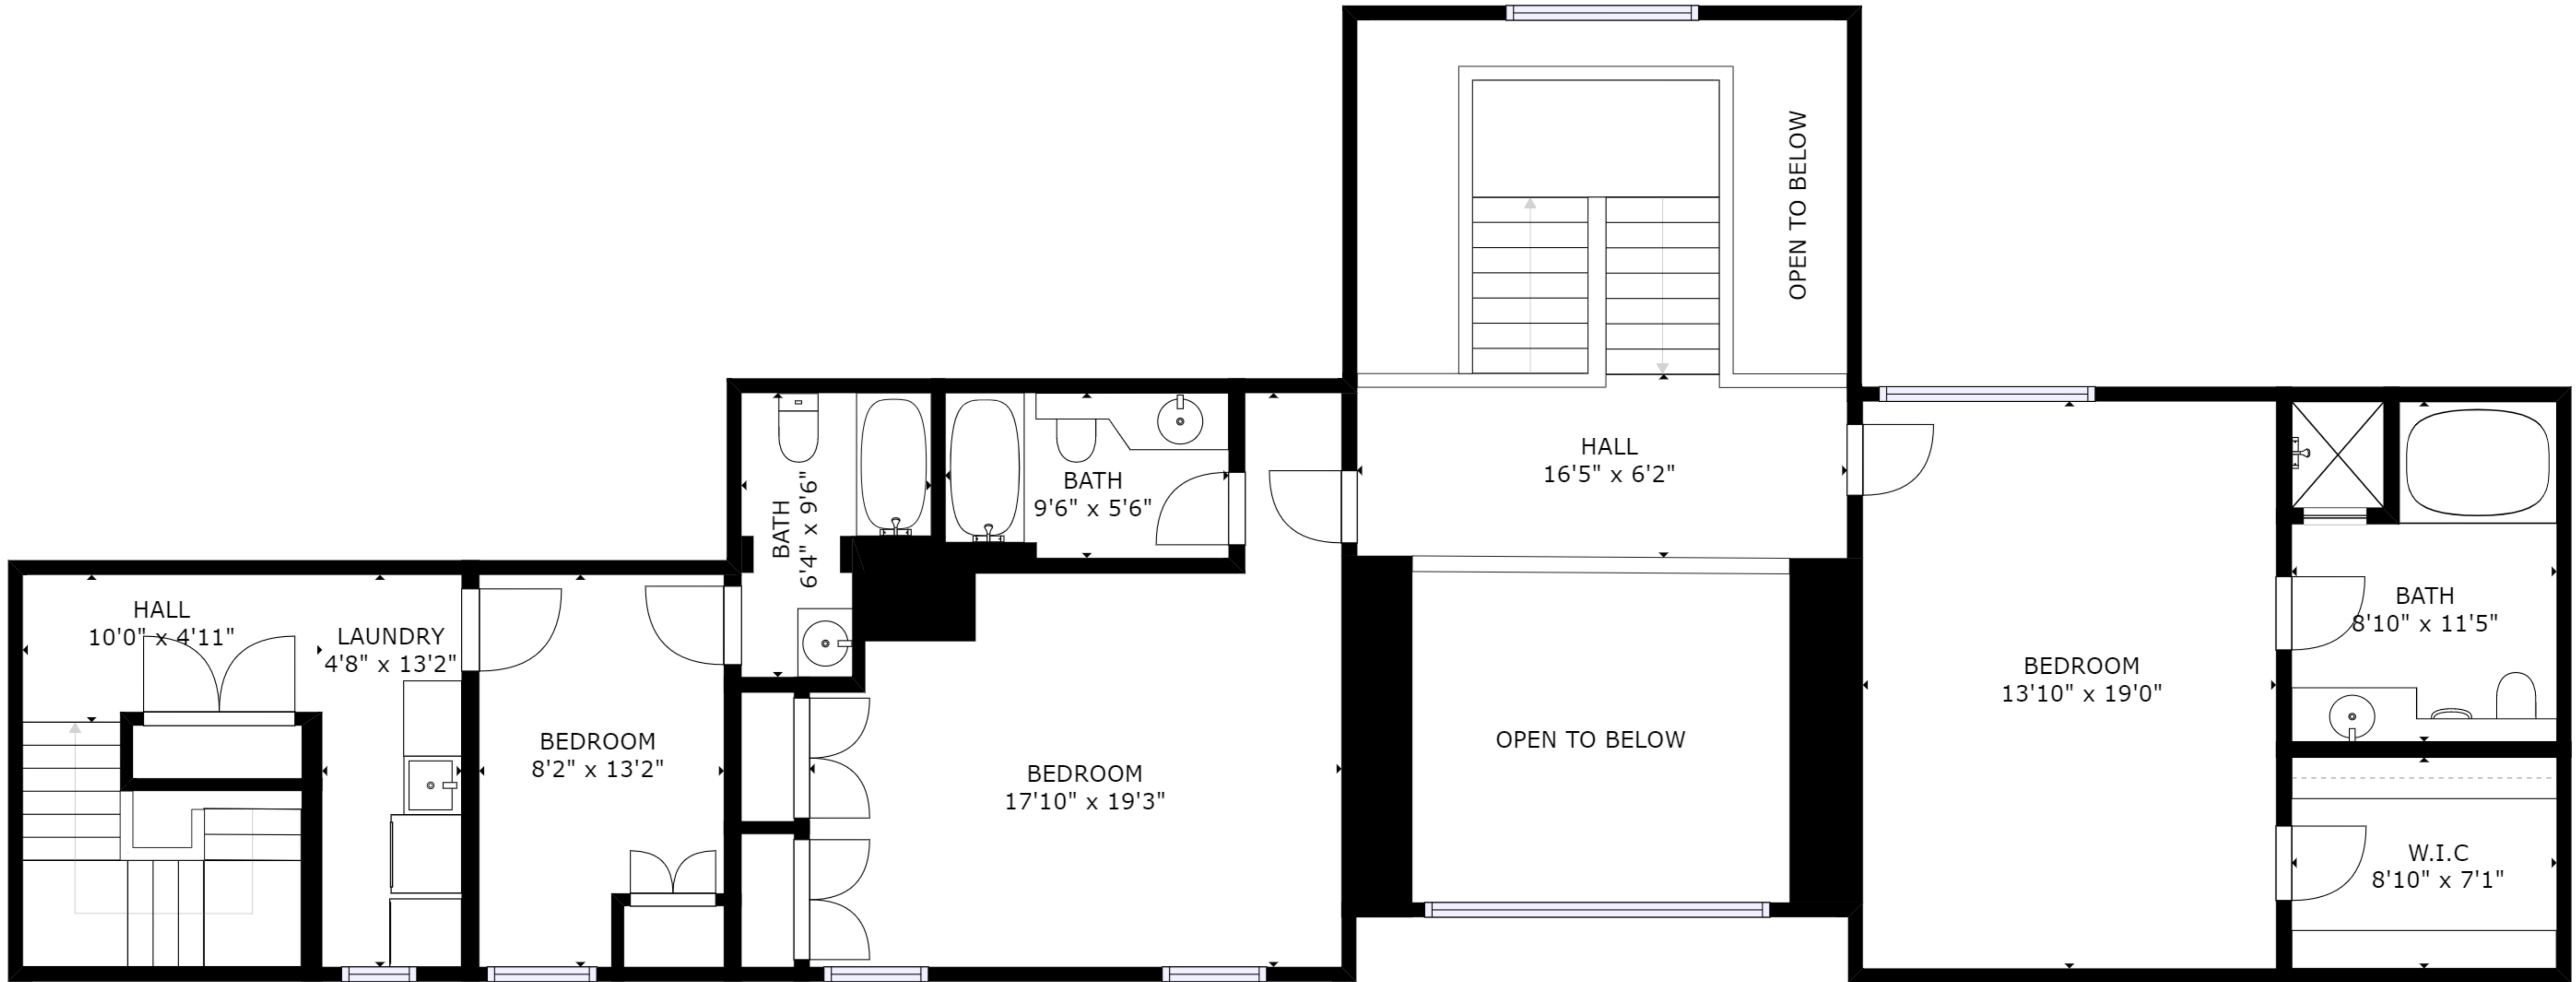 HALL
10'0" x 4'11"
LAUNDRY
4'8" x 13'2"
BEDROOM
8'2" x 13'2"
BATH
6'4" x 9'6"
BATH
9'6" x 5'6"
BEDROOM
17'10" x 19'3"
OPEN TO BELOW
HALL
16'5" x 6'2"
OPEN TO BELOW
BEDROOM
13'10" x 19'0"
BATH
8'10" x 11'5"
W.I.C
8'10" x 7'1"